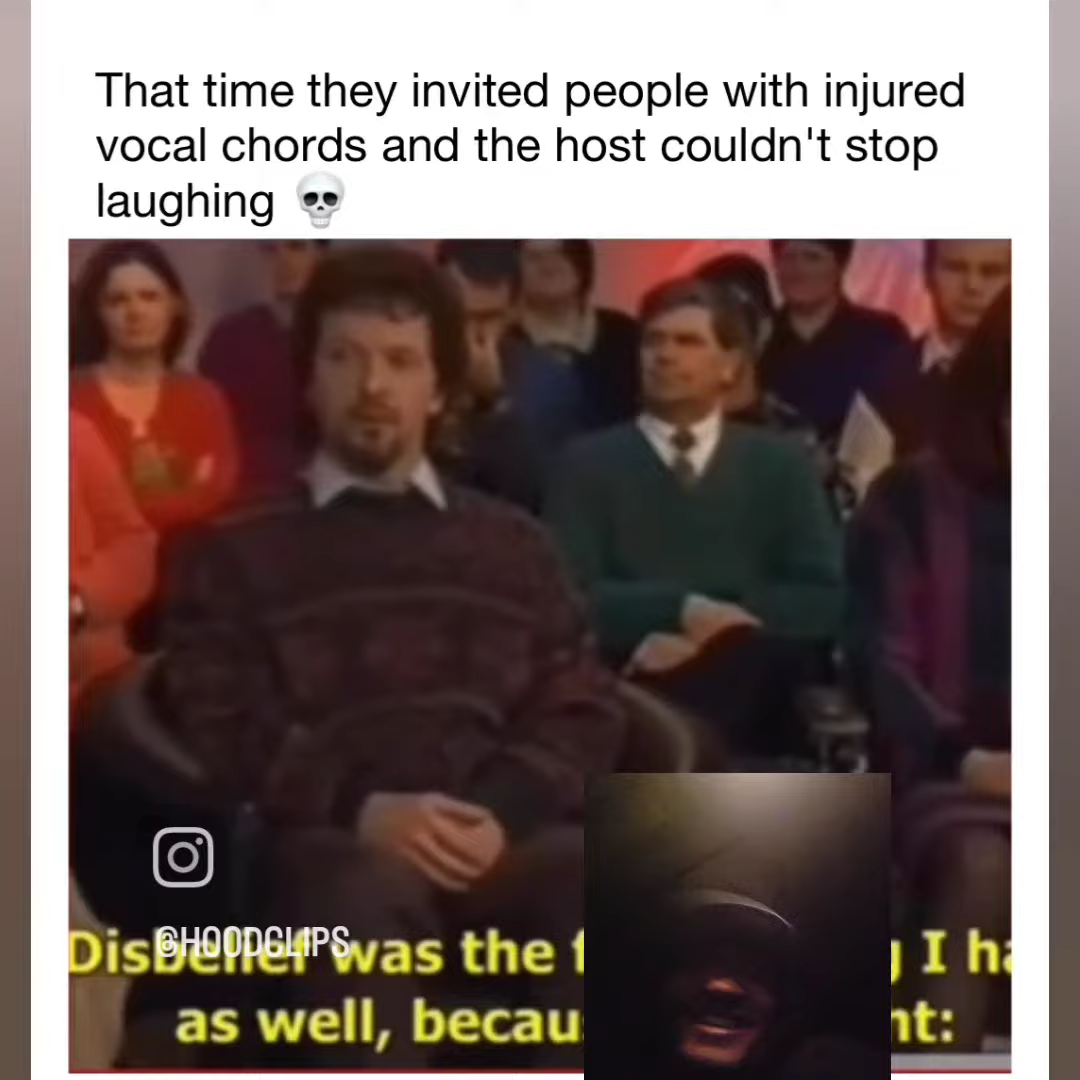 That time they invited people with injured
vocal chords and the host couldn't stop
laughing 💀
@HOODCLIPS
Disbelief was the I
as well,